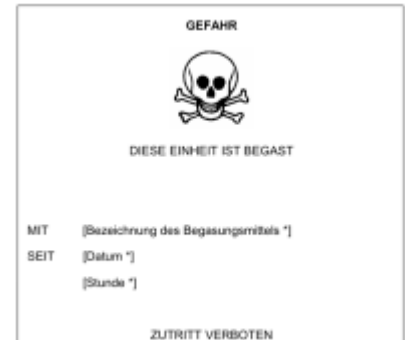 GEFAHR
DIESE EINHEIT IST BEGAST
MIT [Bezeichnung des Begasungsmittels *]
SEIT [Datum *]
[Stunde *]
ZUTRITT VERBOTEN